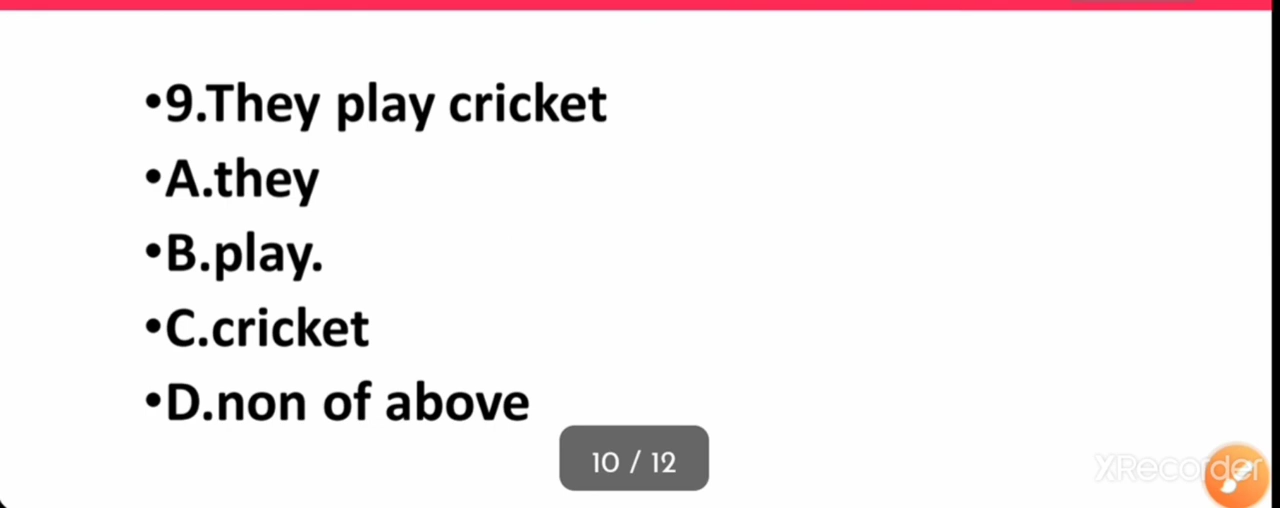 •9.They play cricket
•A.they
•B.play.
•C.cricket
•D.non of above
10 / 12
XRecorder